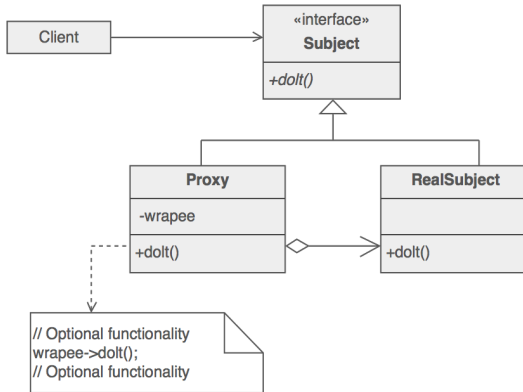 Client
«interface»
Subject
+doIt()
Proxy
-wrapee
+doIt()
RealSubject
+doIt()
// Optional functionality
wrapee->doIt();
// Optional functionality